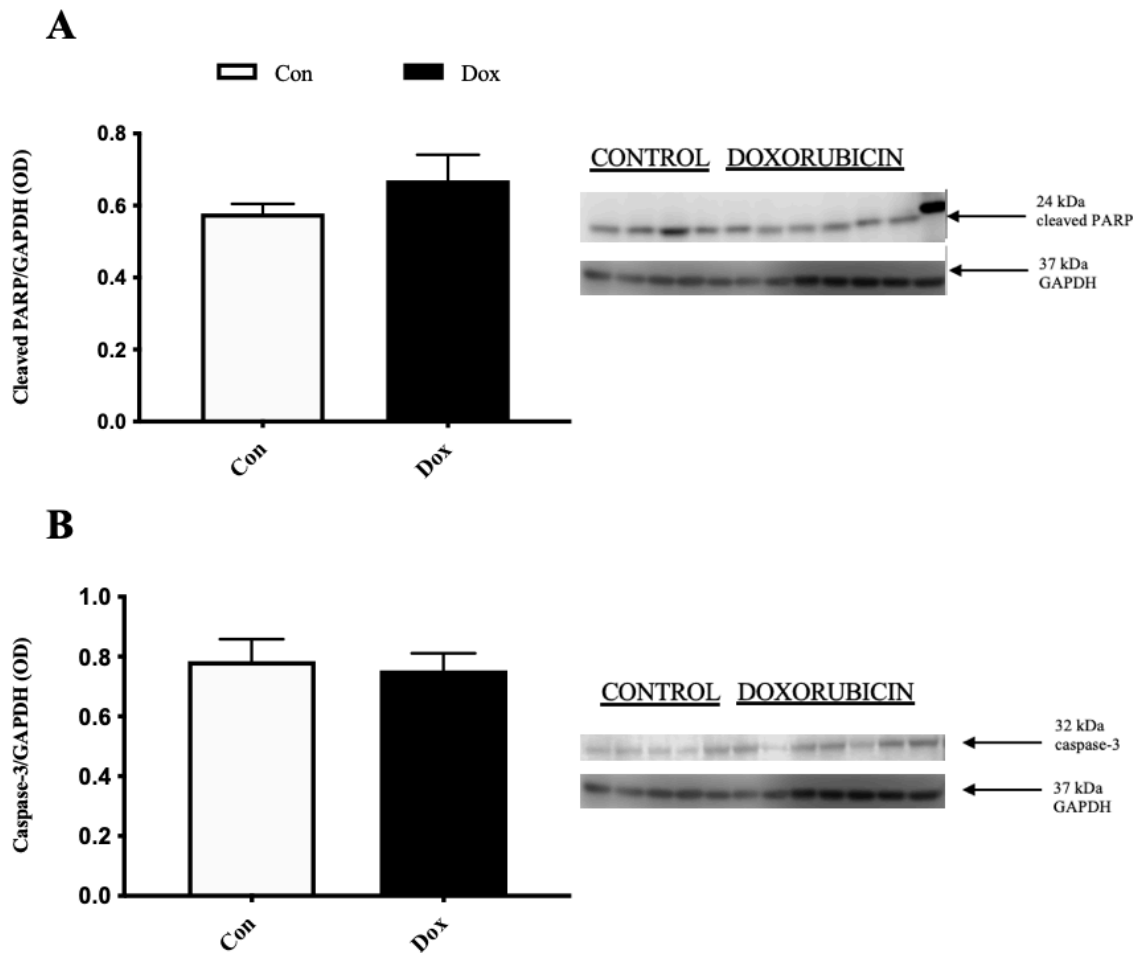 A
Con
Dox
Cleaved PARP/GAPDH (OD)
0.8
0.6
0.4
0.2
0.0
Con
Dox
CONTROL DOXORUBICIN
24 kDa
cleaved PARP
37 kDa
GAPDH
B
Caspase-3/GAPDH (OD)
1.0
0.8
0.6
0.4
0.2
0.0
Con
Dox
CONTROL DOXORUBICIN
32 kDa
caspase-3
37 kDa
GAPDH